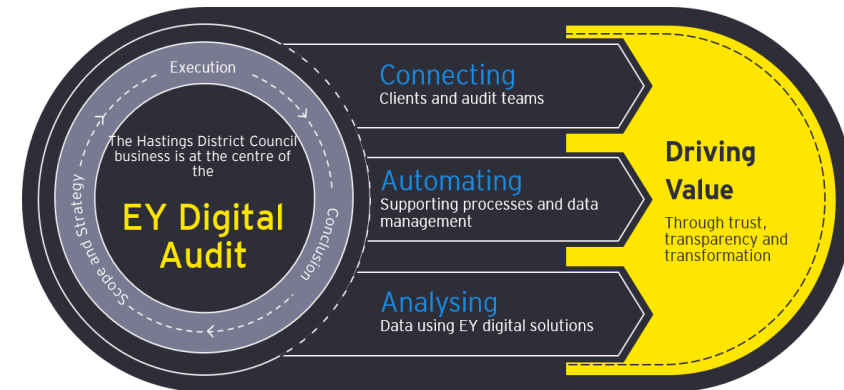 Execution
Scope and Strategy
Conclusion
The Hastings District Council
business is at the centre of
the
EY Digital
Audit
Connecting
Clients and audit teams
Automating
Supporting processes and data
management
Analysing
Data using EY digital solutions
Driving
Value
Through trust,
transparency and
transformation